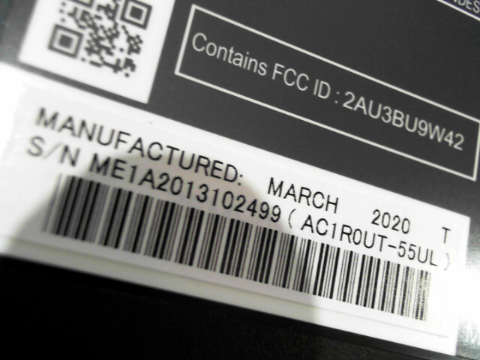 Contains FCC ID : 2AU3BU9W42
MANUFACTURED: MARCH 2020 T
S/N ME1A2013102499 ( AC1R0UT-55UL )